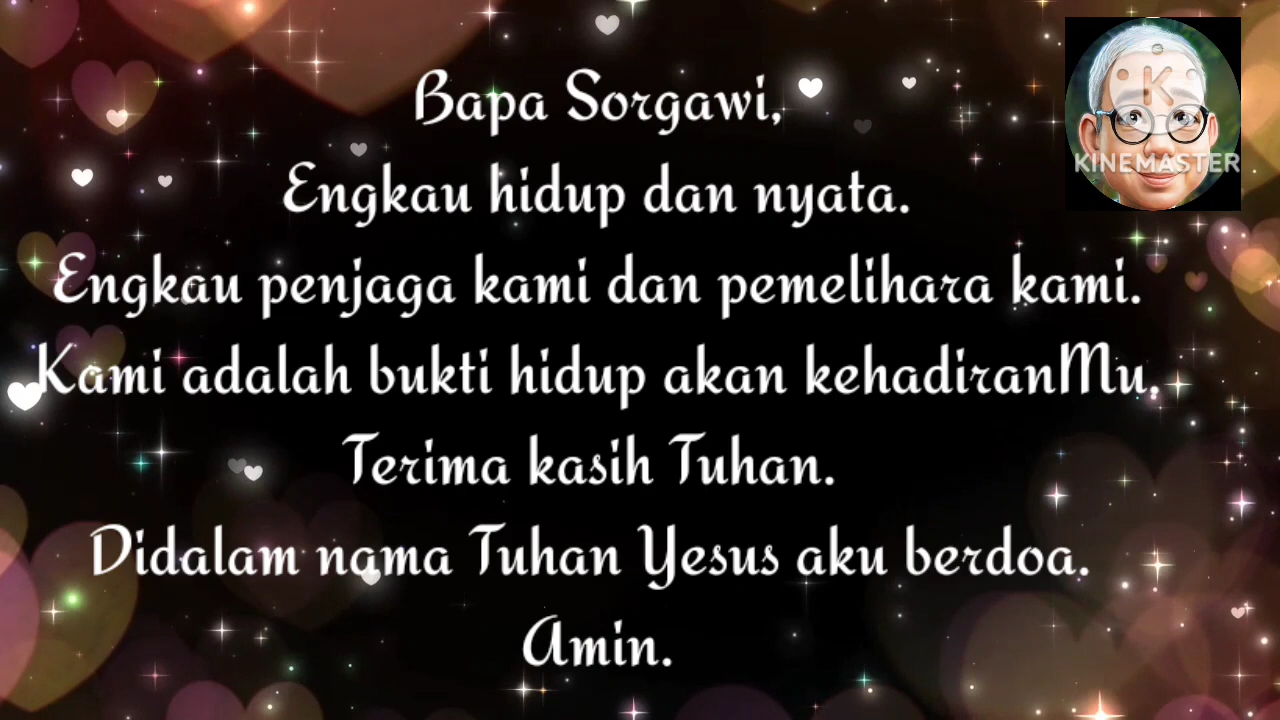 Bapa Sorgawi,
Engkau hidup dan nyata.
Engkau penjaga kami dan pemelihara kami.
Kami adalah bukti hidup akan kehadiranMu.
Terima kasih Tuhan.
Didalam nama Tuhan Yesus aku berdoa.
Amin.
K
KINEMASTER